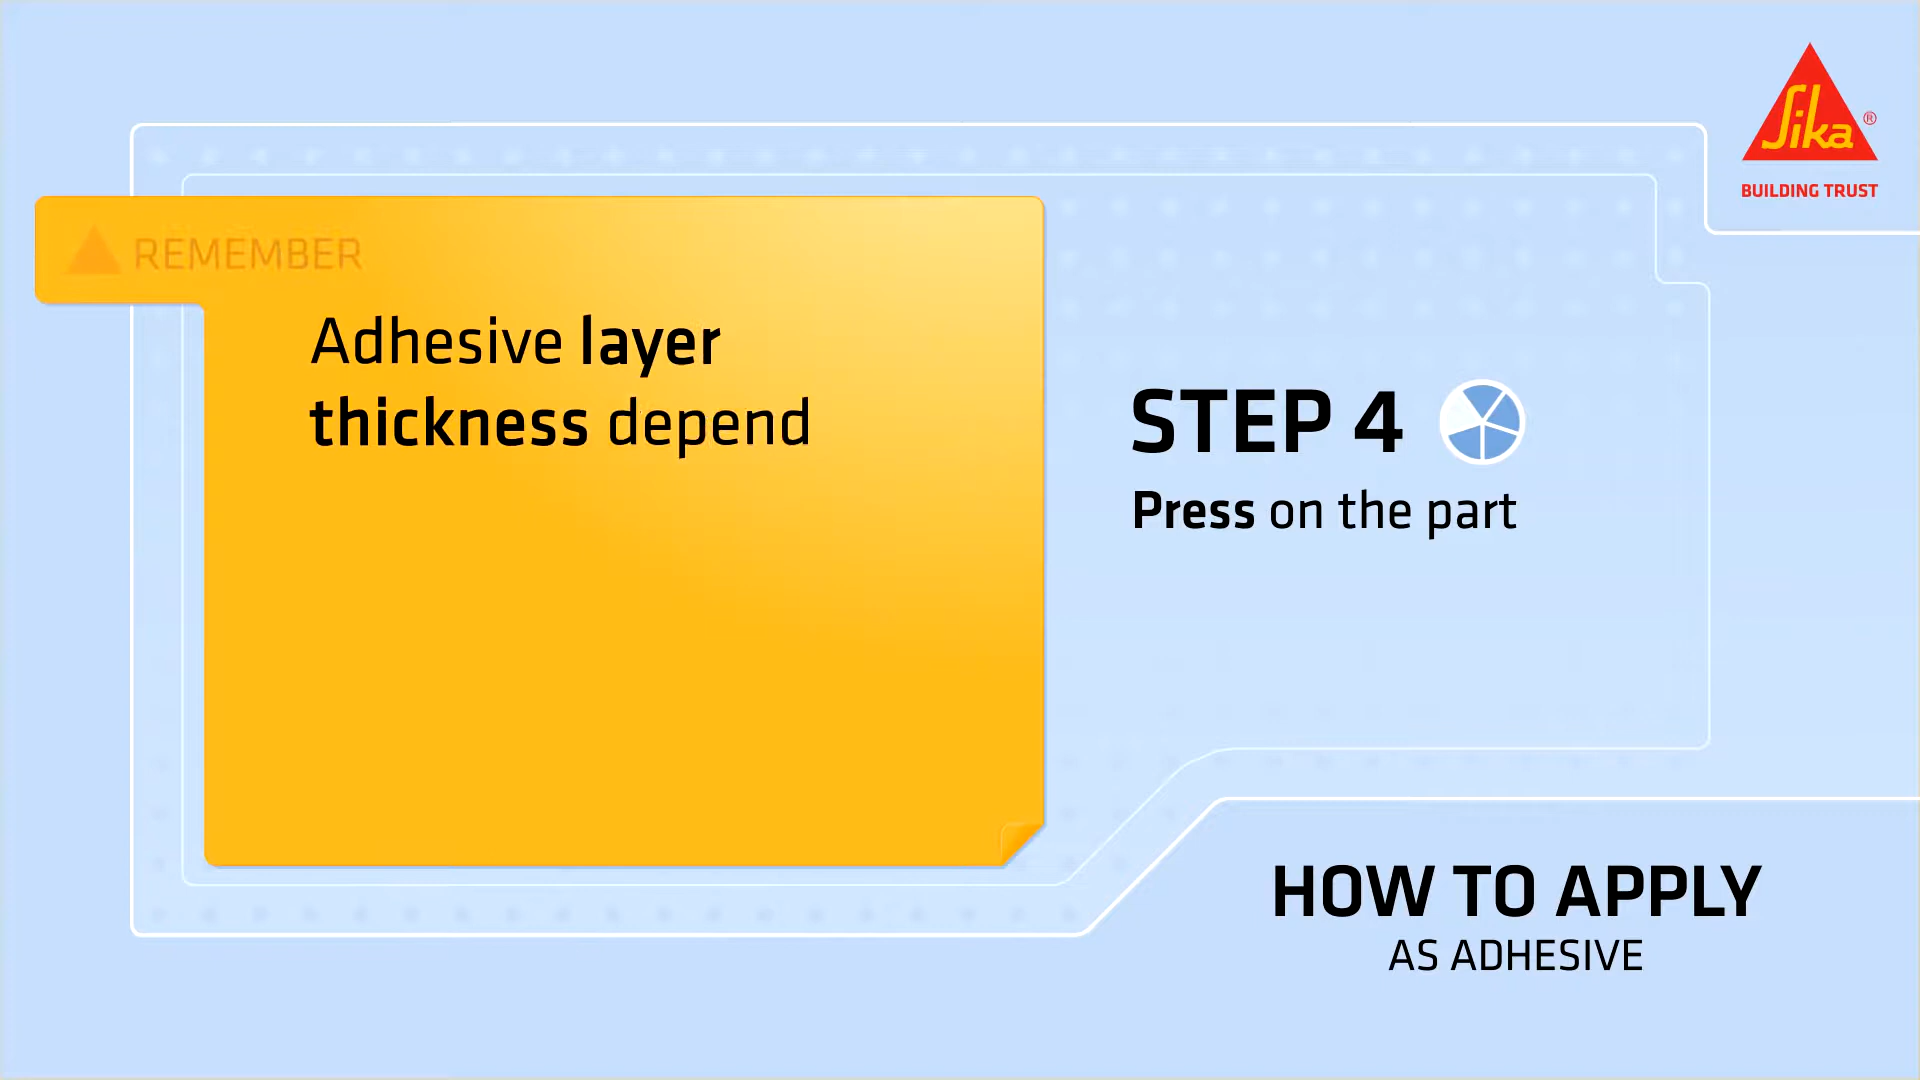 Sika®
BUILDING TRUST
REMEMBER
Adhesive layer
thickness depend
STEP 4
Press on the part
HOW TO APPLY
AS ADHESIVE